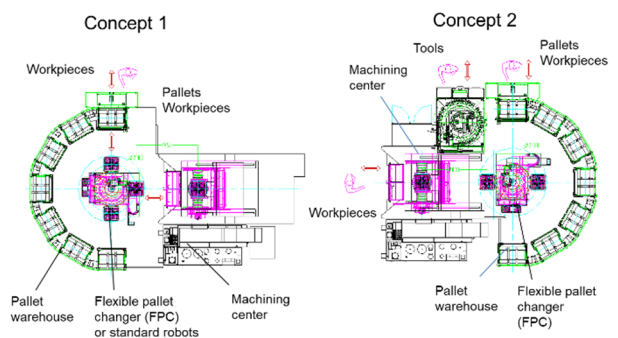 Concept 1
Workpieces
Pallets
Workpieces
Pallet
warehouse
Flexible pallet
changer (FPC)
or standard robots
Machining
center
Concept 2
Tools
Pallets
Workpieces
Machining
center
Workpieces
Pallet
warehouse
Flexible pallet
changer
(FPC)